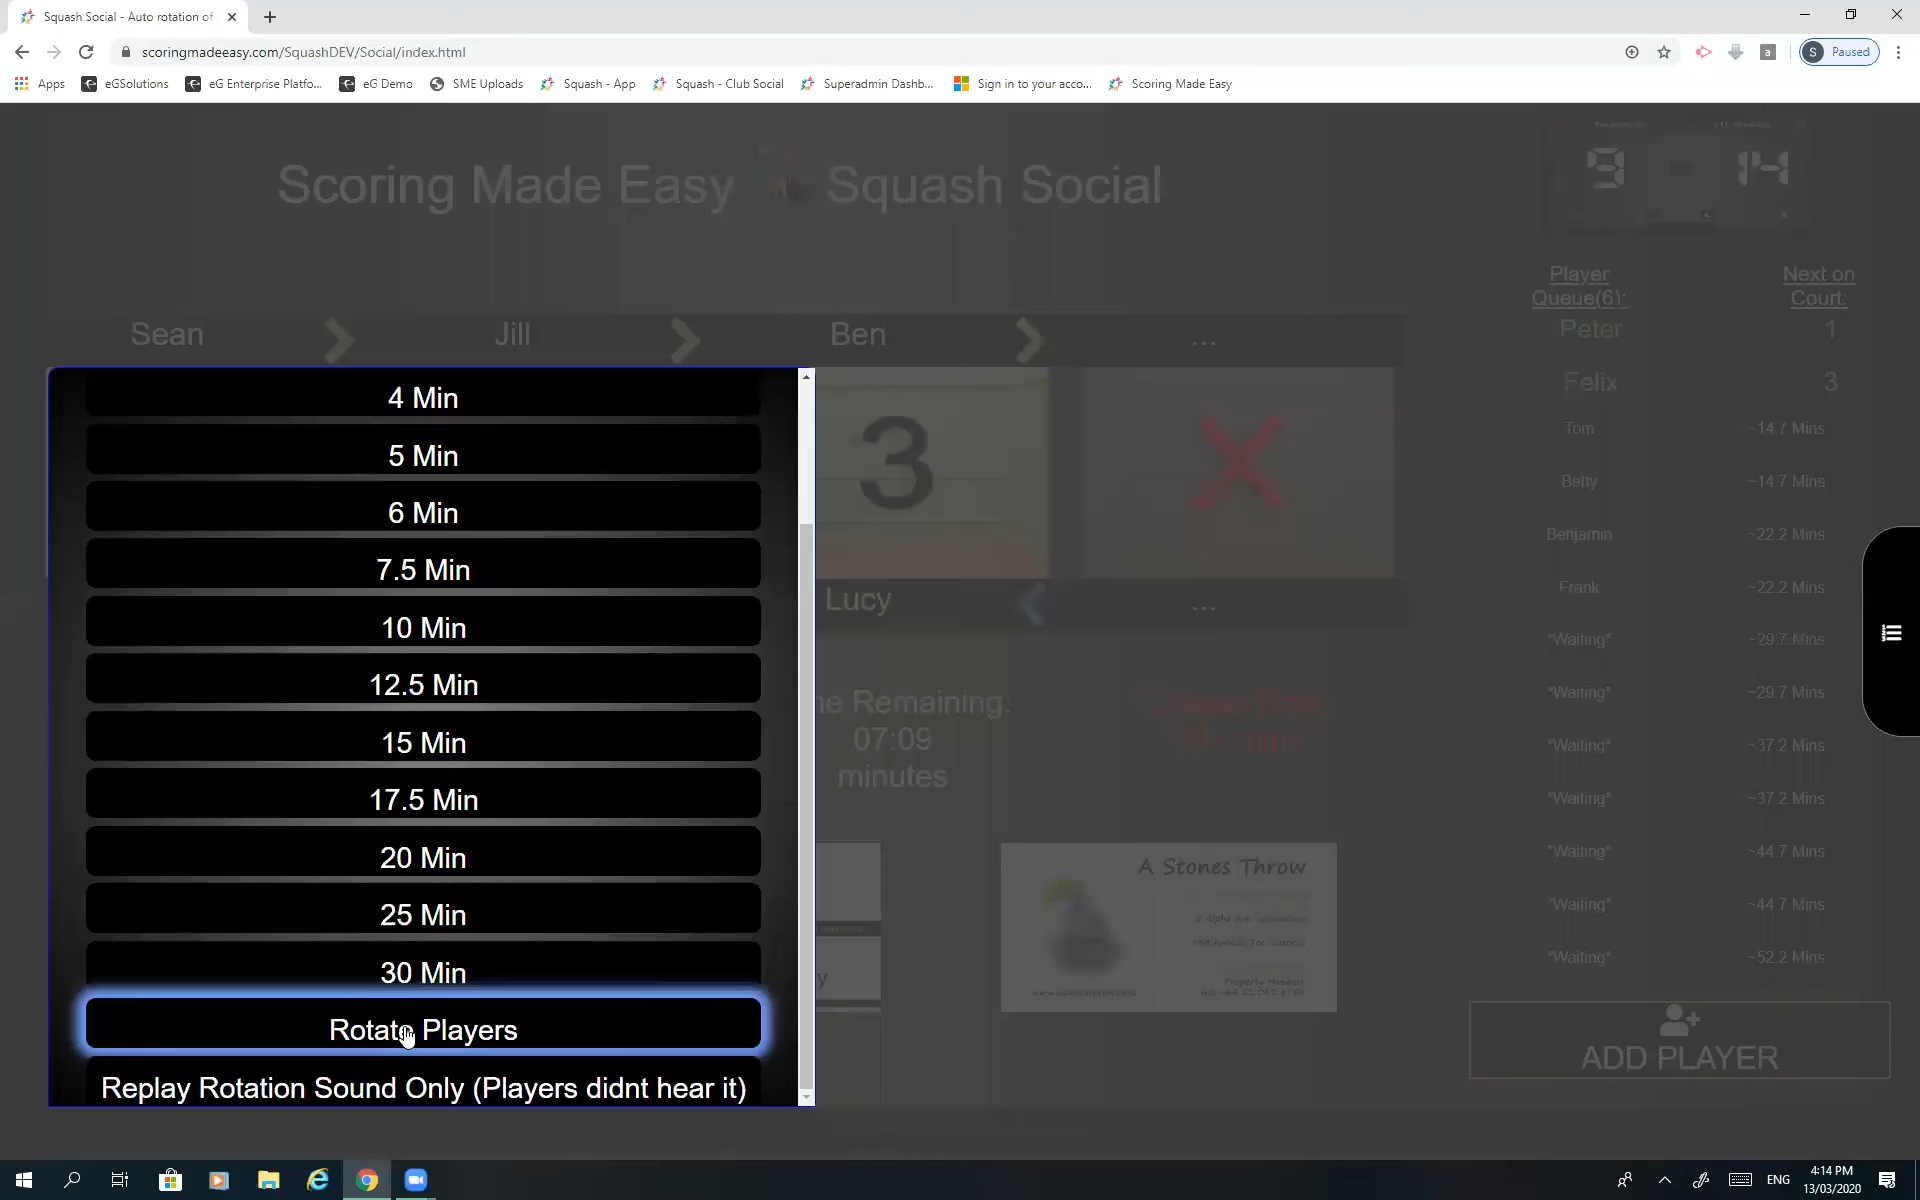 Squash Social - Auto rotation of
scoringmadeeasy.com/SquashDEV/Social/index.html
S Paused
Apps eGSolutions eG Enterprise Platfo... eG Demo SME Uploads Squash - App Squash - Club Social Superadmin Dashb... Sign in to your acco... Scoring Made Easy
Scoring Made Easy Squash Social
9 14
Sean Jill Ben ...
4 Min
5 Min
6 Min
7.5 Min
10 Min
12.5 Min
15 Min
17.5 Min
20 Min
25 Min
30 Min
Rotate Players
Replay Rotation Sound Only (Players didnt hear it)
3
Lucy ...
Remaining:
07:09
minutes
A Stones Throw
Property Manager
Player Next on
Queue(6): Court:
Peter 1
Felix 3
Tom ~14.7 Mins
Betty ~14.7 Mins
Benjamin ~22.2 Mins
Frank ~22.2 Mins
*Waiting* ~29.7 Mins
*Waiting* ~29.7 Mins
*Waiting* ~37.2 Mins
*Waiting* ~37.2 Mins
*Waiting* ~44.7 Mins
*Waiting* ~44.7 Mins
*Waiting* ~52.2 Mins
ADD PLAYER
ENG
4:14 PM
13/03/2020